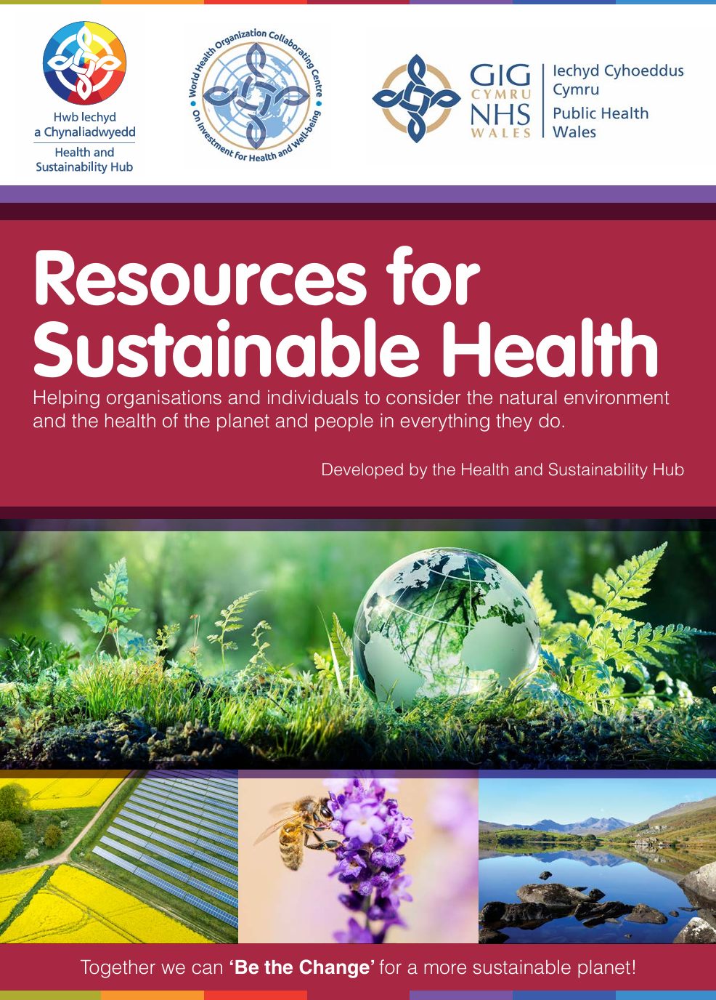 Hwb Iechyd
a Chynaliadwyedd
Health and
Sustainability Hub
World Health Organization Collaborating Centre
On Investment for Health and Well-being
GIG
CYMRU
NHS
WALES
Iechyd Cyhoeddus
Cymru
Public Health
Wales
Resources for
Sustainable Health
Helping organisations and individuals to consider the natural environment
and the health of the planet and people in everything they do.
Developed by the Health and Sustainability Hub
Together we can ‘Be the Change’ for a more sustainable planet!